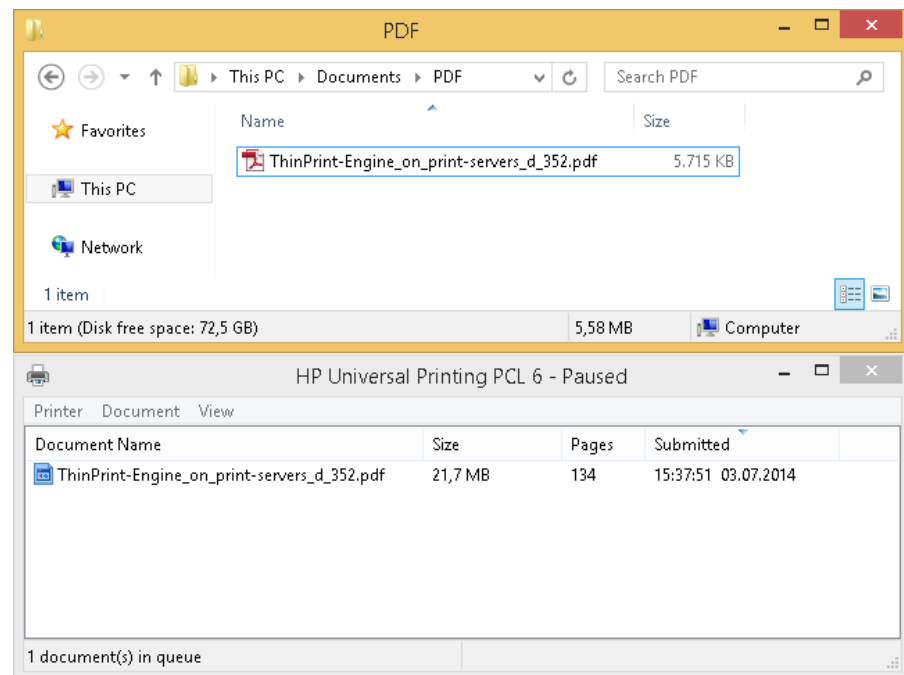 PDF
This PC Documents PDF Search PDF
Favorites
This PC
Network
Name Size
ThinPrint-Engine_on_print-servers_d_352.pdf 5.715 KB
1 item
1 item (Disk free space: 72,5 GB) 5,58 MB Computer
HP Universal Printing PCL 6 - Paused
Printer Document View
Document Name Size Pages Submitted
ThinPrint-Engine_on_print-servers_d_352.pdf 21,7 MB 134 15:37:51 03.07.2014
1 document(s) in queue